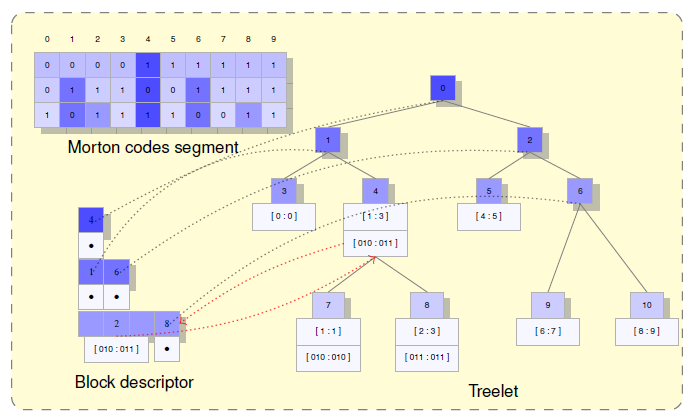 0 1 2 3 4 5 6 7 8 9
0 0 0 0 1 1 1 1 1 1
0 1 1 1 0 0 1 1 1 1
1 0 1 1 1 1 0 0 1 1
Morton codes segment
0
1 2
3 4 5 6
[ 0 : 0 ] [ 1 : 3 ] [ 4 : 5 ]
[ 010 : 011 ]
7 8 9 10
[ 1 : 1 ] [ 2 : 3 ] [ 6 : 7 ] [ 8 : 9 ]
[ 010 : 010 ] [ 011 : 011 ]
4
1 6
2 8
[ 010 : 011 ]
Block descriptor
Treelet